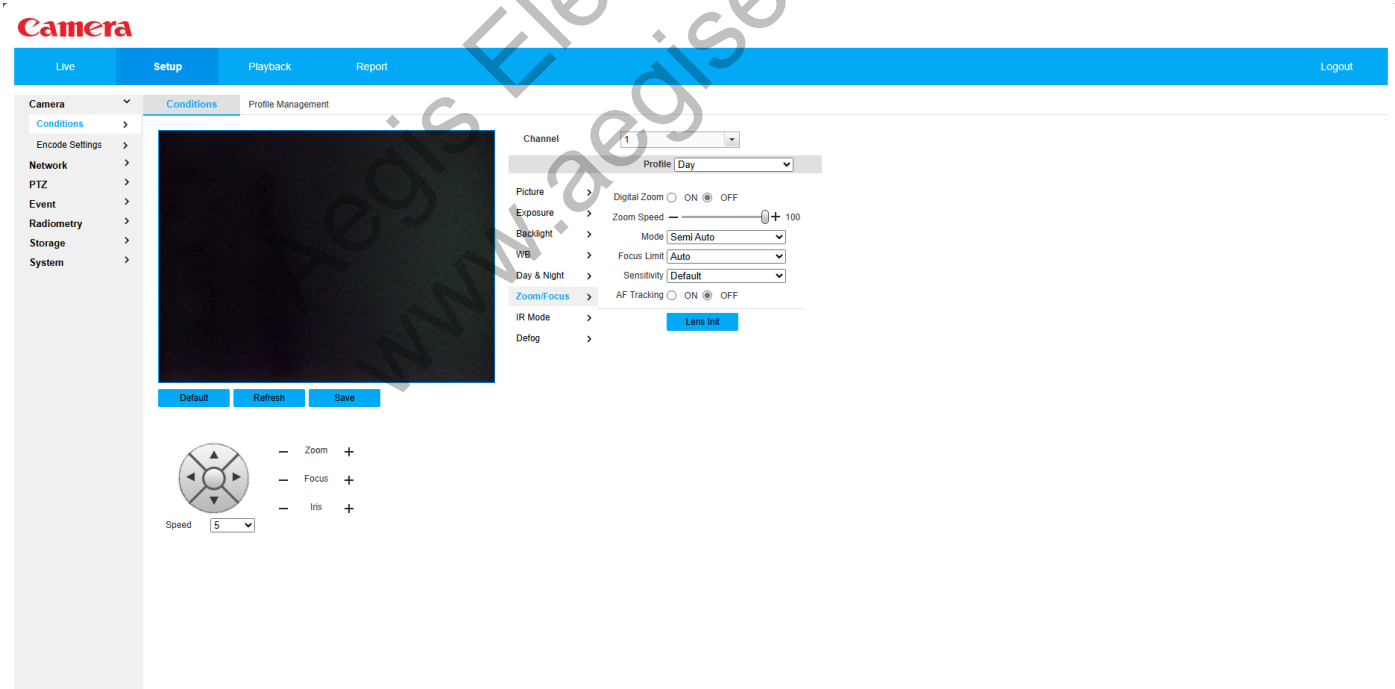 Camera
Live Setup Playback Report Logout
Camera
Conditions
Encode Settings
Network
PTZ
Event
Radiometry
Storage
System
Conditions Profile Management
Channel 1
Profile Day
Picture
Exposure
Backlight
WB
Day & Night
Zoom/Focus
IR Mode
Defog
Digital Zoom ON OFF
Zoom Speed − + 100
Mode Semi Auto
Focus Limit Auto
Sensitivity Default
AF Tracking ON OFF
Lens Init
Default Refresh Save
− Zoom +
− Focus +
− Iris +
Speed 5
Aegis Ele
www.aegise